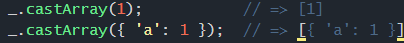 _.castArray(1);              // => [1]
_.castArray({ 'a': 1 });  // => [{ 'a': 1 }]